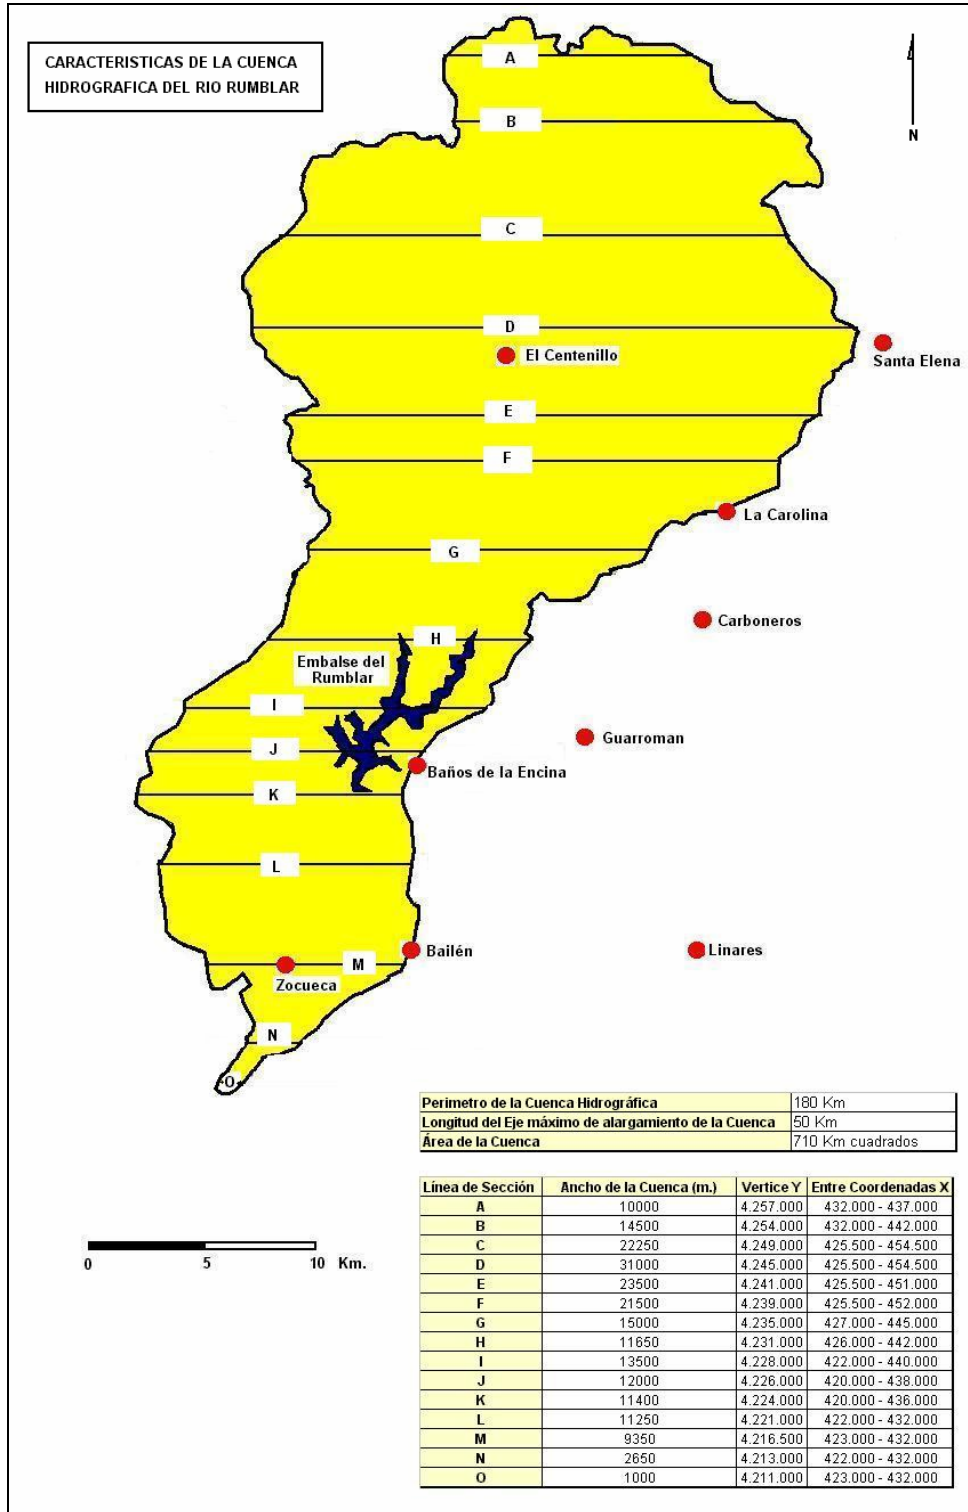 CARACTERISTICAS DE LA CUENCA
HIDROGRAFICA DEL RIO RUMBLAR
A
N
B
C
D
El Centenillo
Santa Elena
E
F
La Carolina
G
Carboneros
H
Embalse del
Rumblar
I
Guarroman
J
Baños de la Encina
K
L
Bailén
Linares
M
Zocueca
N
O
Perimetro de la Cuenca Hidrográfica 180 Km
Longitud del Eje máximo de alargamiento de la Cuenca 50 Km
Área de la Cuenca 710 Km cuadrados
Línea de Sección Ancho de la Cuenca (m.) Vertice Y Entre Coordenadas X
A 10000 4.257.000 432.000 - 437.000
B 14500 4.254.000 432.000 - 442.000
C 22250 4.249.000 425.500 - 454.500
D 31000 4.245.000 425.500 - 454.500
E 23500 4.241.000 425.500 - 451.000
F 21500 4.239.000 425.500 - 452.000
G 15000 4.235.000 427.000 - 445.000
H 11650 4.231.000 426.000 - 442.000
I 13500 4.228.000 422.000 - 440.000
J 12000 4.226.000 420.000 - 438.000
K 11400 4.224.000 420.000 - 436.000
L 11250 4.221.000 422.000 - 432.000
M 9350 4.216.500 423.000 - 432.000
N 2650 4.213.000 422.000 - 432.000
O 1000 4.211.000 423.000 - 432.000
0 5 10 Km.